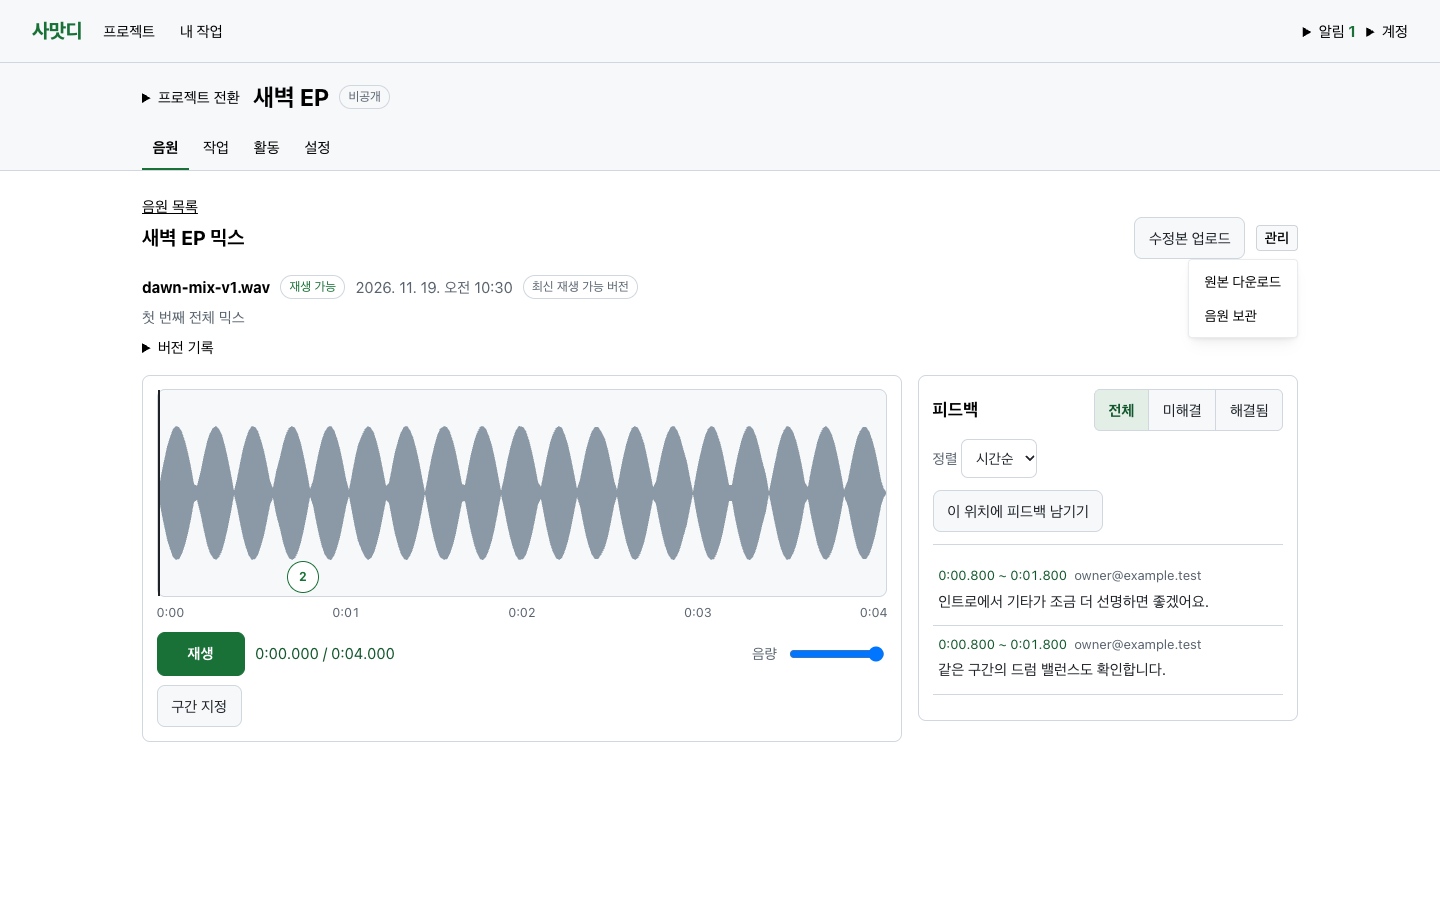 사맛디 프로젝트 내 작업 ▶ 알림 1 ▶ 계정
▶ 프로젝트 전환 새벽 EP 비공개
음원 작업 활동 설정
음원 목록
새벽 EP 믹스 수정본 업로드 관리
원본 다운로드
음원 보관
dawn-mix-v1.wav 재생 가능 2026. 11. 19. 오전 10:30 최신 재생 가능 버전
첫 번째 전체 믹스
▶ 버전 기록
2
0:00 0:01 0:02 0:03 0:04
재생 0:00.000 / 0:04.000 음량
구간 지정
피드백 전체 미해결 해결됨
정렬 시간순
이 위치에 피드백 남기기
0:00.800 ~ 0:01.800 owner@example.test
인트로에서 기타가 조금 더 선명하면 좋겠어요.
0:00.800 ~ 0:01.800 owner@example.test
같은 구간의 드럼 밸런스도 확인합니다.